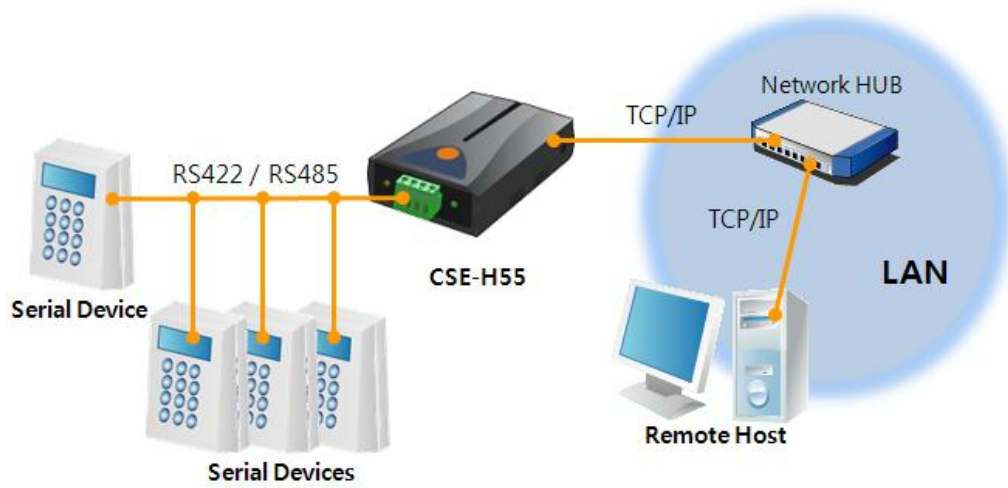 Network HUB
TCP/IP
RS422 / RS485
TCP/IP
LAN
CSE-H55
Serial Device
Remote Host
Serial Devices